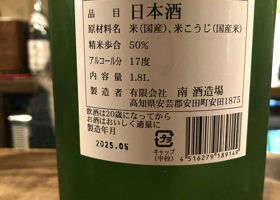 品目 日本酒
原材料名 米(国産)、米こうじ(国産米)
精米歩合 50%
アルコール分 17度
内容量 1.8L
製造者 有限会社 南酒造場
高知県安芸郡安田町安田1875
飲酒は20歳になってから
お酒はおいしく適量に
製造年月
2025.05
キャップ
(中栓)
4516279189149